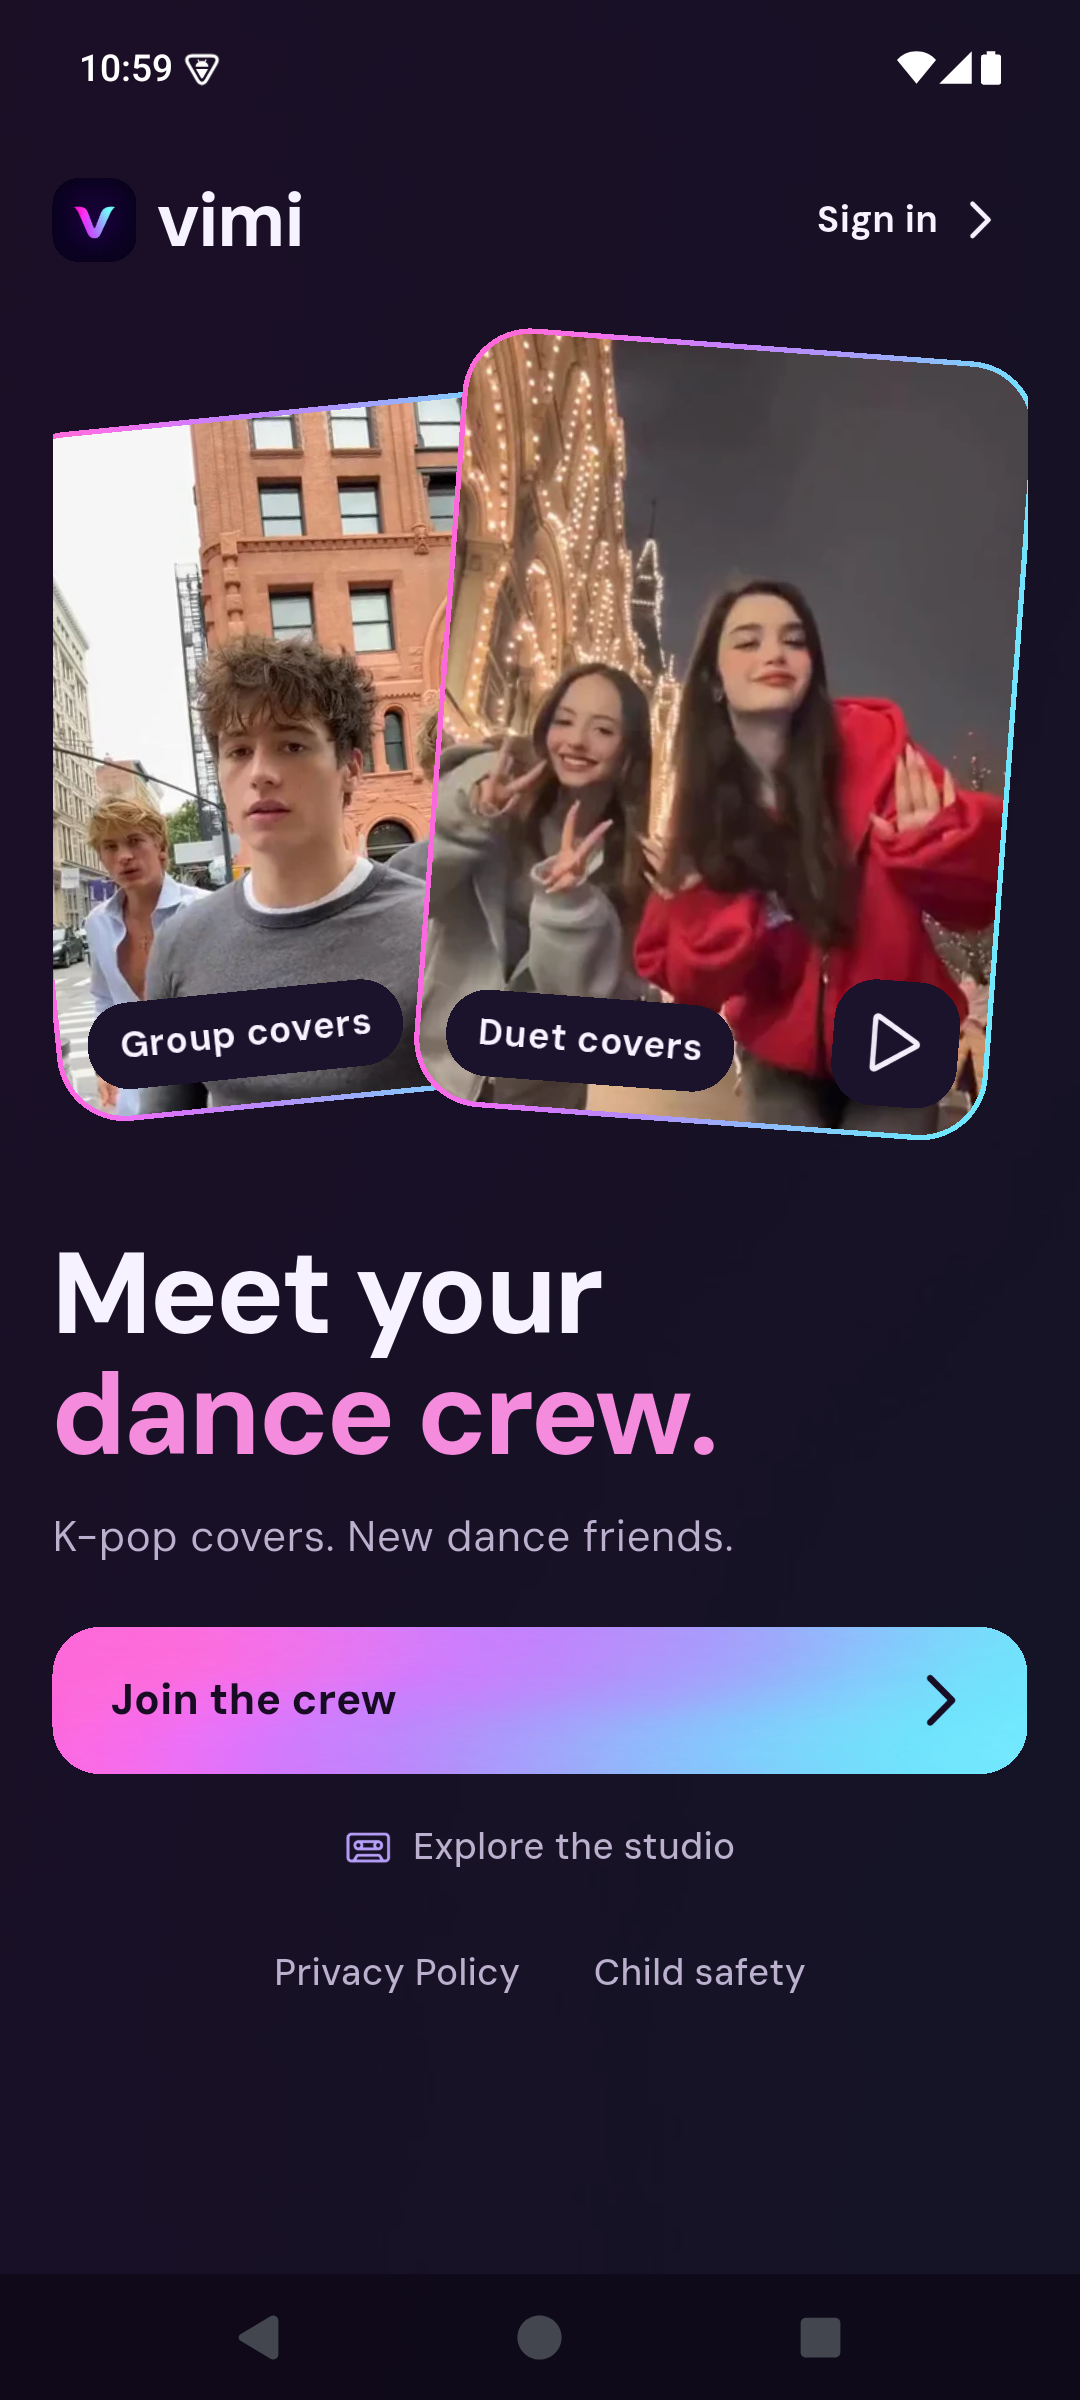 10:59
vimi
Sign in
Group covers
Duet covers
Meet your
dance crew.
K-pop covers. New dance friends.
Join the crew
Explore the studio
Privacy Policy
Child safety